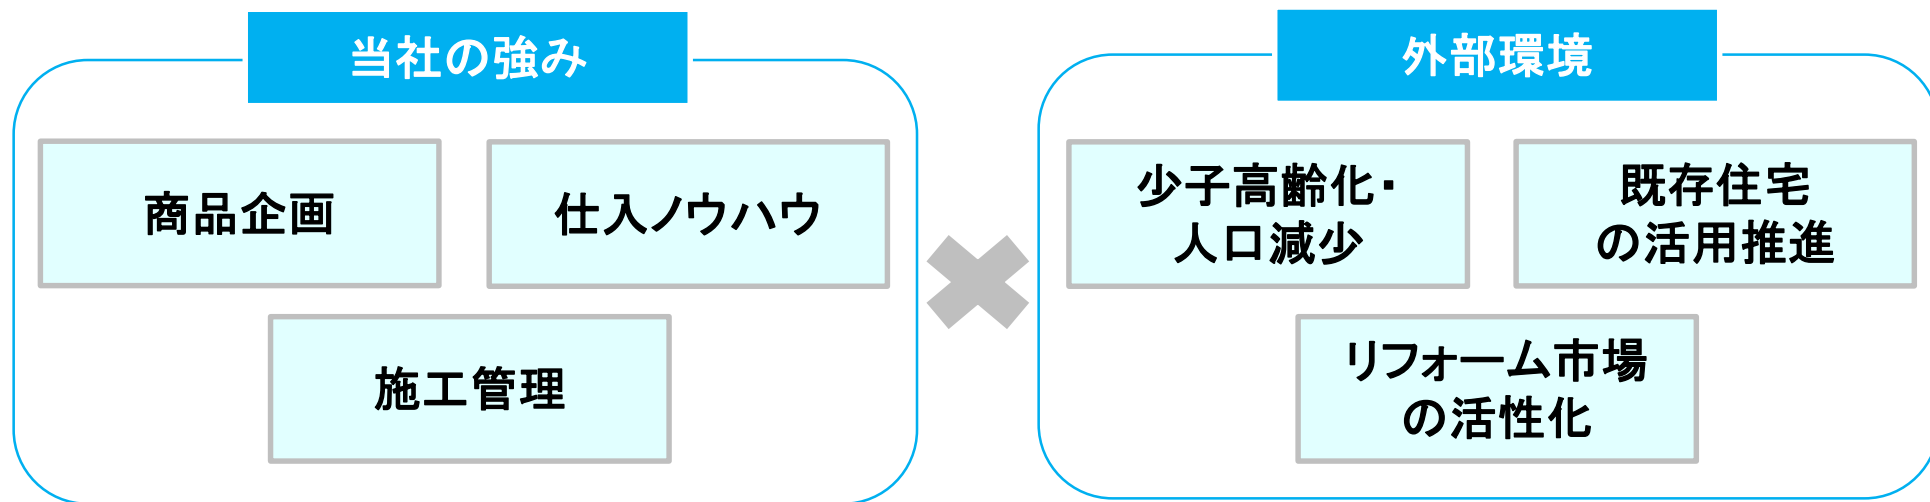 当社の強み
商品企画
仕入ノウハウ
施工管理
外部環境
少子高齢化・
人口減少
既存住宅
の活用推進
リフォーム市場
の活性化